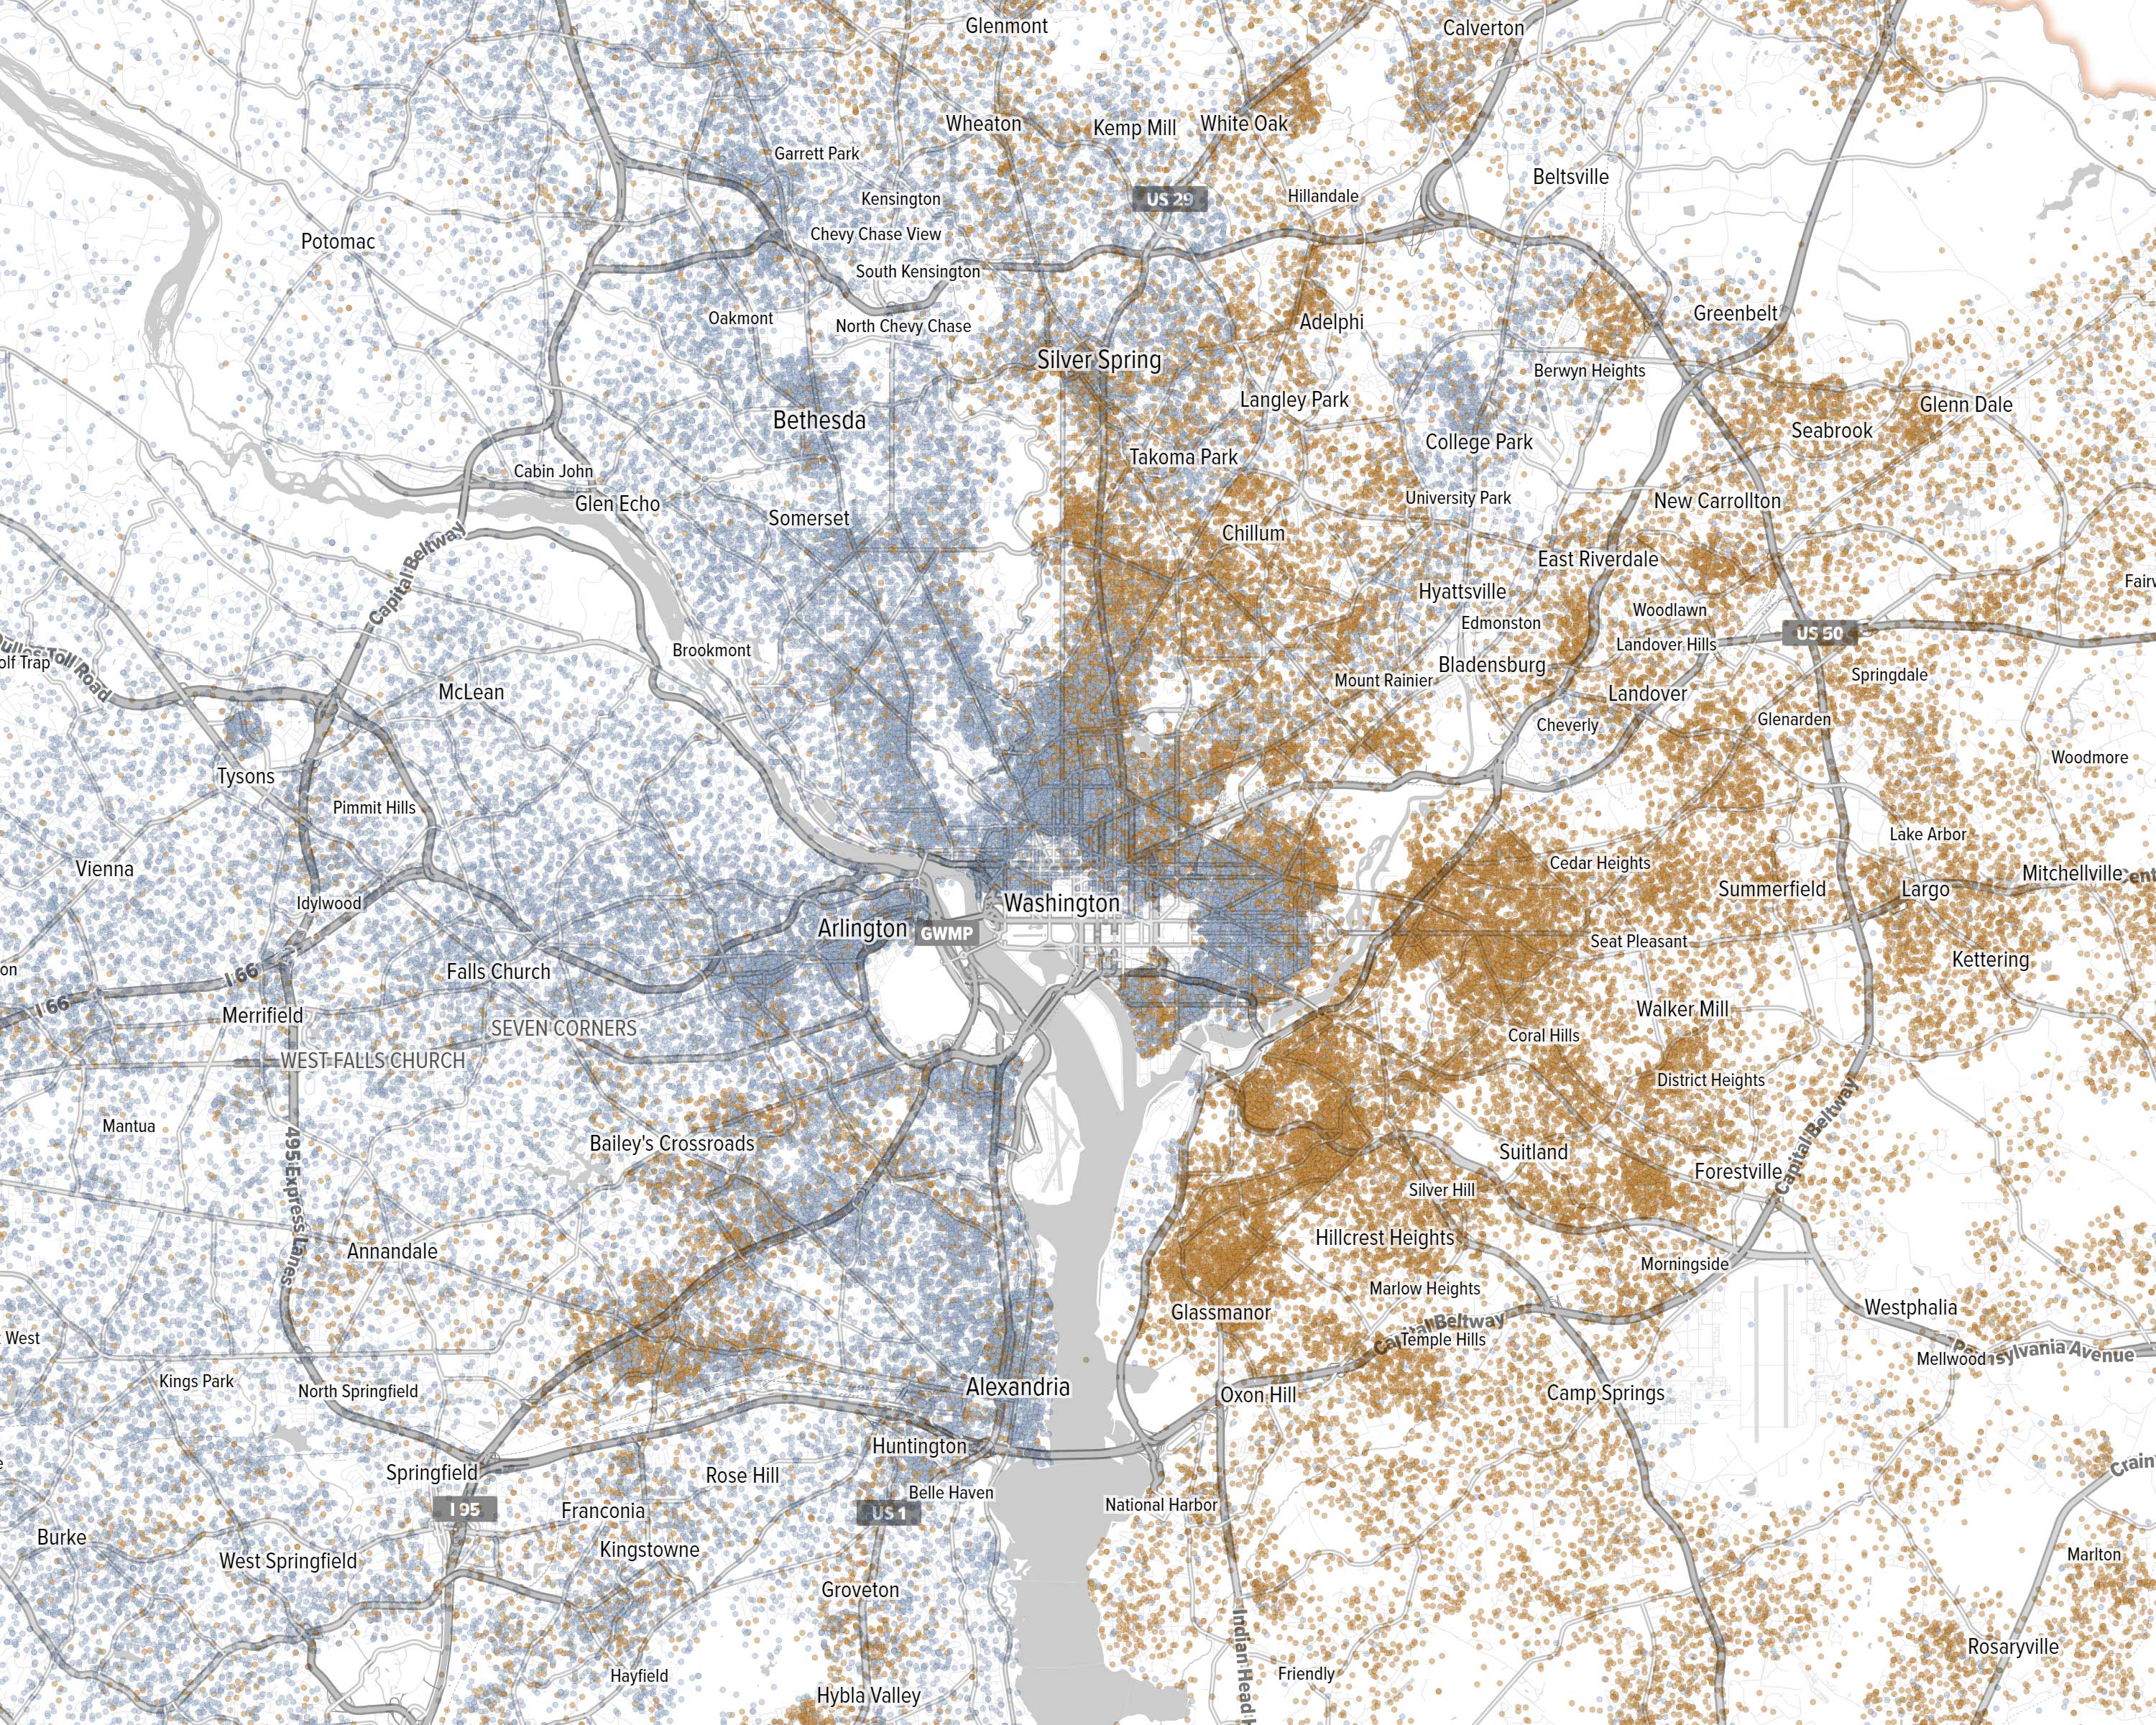 Glenmont
Calverton
Wheaton
Kemp Mill
White Oak
Garrett Park
Beltsville
Kensington
US 29
Hillandale
Chevy Chase View
Potomac
South Kensington
Greenbelt
Oakmont
North Chevy Chase
Adelphi
Silver Spring
Berwyn Heights
Langley Park
Glenn Dale
Bethesda
Seabrook
College Park
Takoma Park
Cabin John
University Park
New Carrollton
Glen Echo
Somerset
Chillum
East Riverdale
Capital Beltway
Fairw
Hyattsville
Woodlawn
Edmonston
US 50
Landover Hills
Brookmont
olf Trap
Dulles Toll Road
Bladensburg
Springdale
Mount Rainier
McLean
Landover
Glenarden
Cheverly
Woodmore
Tysons
Pimmit Hills
Lake Arbor
Vienna
Cedar Heights
Mitchellville
Cent
Summerfield
Largo
Idylwood
Washington
Arlington
GWMP
Seat Pleasant
Kettering
on
Falls Church
I 66
I 66
Walker Mill
Merrifield
SEVEN CORNERS
Coral Hills
WEST FALLS CHURCH
District Heights
Mantua
Capital Beltway
Bailey's Crossroads
Suitland
Forestville
Silver Hill
495 Express Lanes
Hillcrest Heights
Annandale
Morningside
Marlow Heights
Westphalia
Glassmanor
Capital Beltway
West
Temple Hills
Pennsylvania Avenue
Mellwood
Kings Park
Alexandria
North Springfield
Oxon Hill
Camp Springs
Huntington
Springfield
Rose Hill
Crain
Belle Haven
National Harbor
I 95
Franconia
US 1
Burke
Kingstowne
Marlton
West Springfield
Groveton
Indian Head H
Rosaryville
Hayfield
Friendly
Hybla Valley